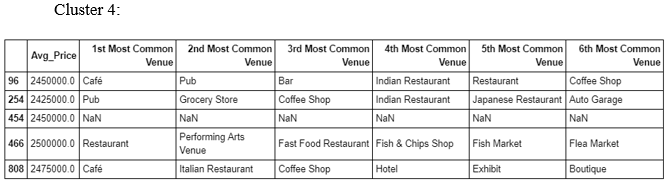 Cluster 4:
Avg_Price 1st Most Common Venue 2nd Most Common Venue 3rd Most Common Venue 4th Most Common Venue 5th Most Common Venue 6th Most Common Venue
96 2450000.0 Café Pub Bar Indian Restaurant Restaurant Coffee Shop
254 2425000.0 Pub Grocery Store Coffee Shop Indian Restaurant Japanese Restaurant Auto Garage
454 2450000.0 NaN NaN NaN NaN NaN NaN
466 2500000.0 Restaurant Performing Arts Venue Fast Food Restaurant Fish & Chips Shop Fish Market Flea Market
808 2475000.0 Café Italian Restaurant Coffee Shop Hotel Exhibit Boutique